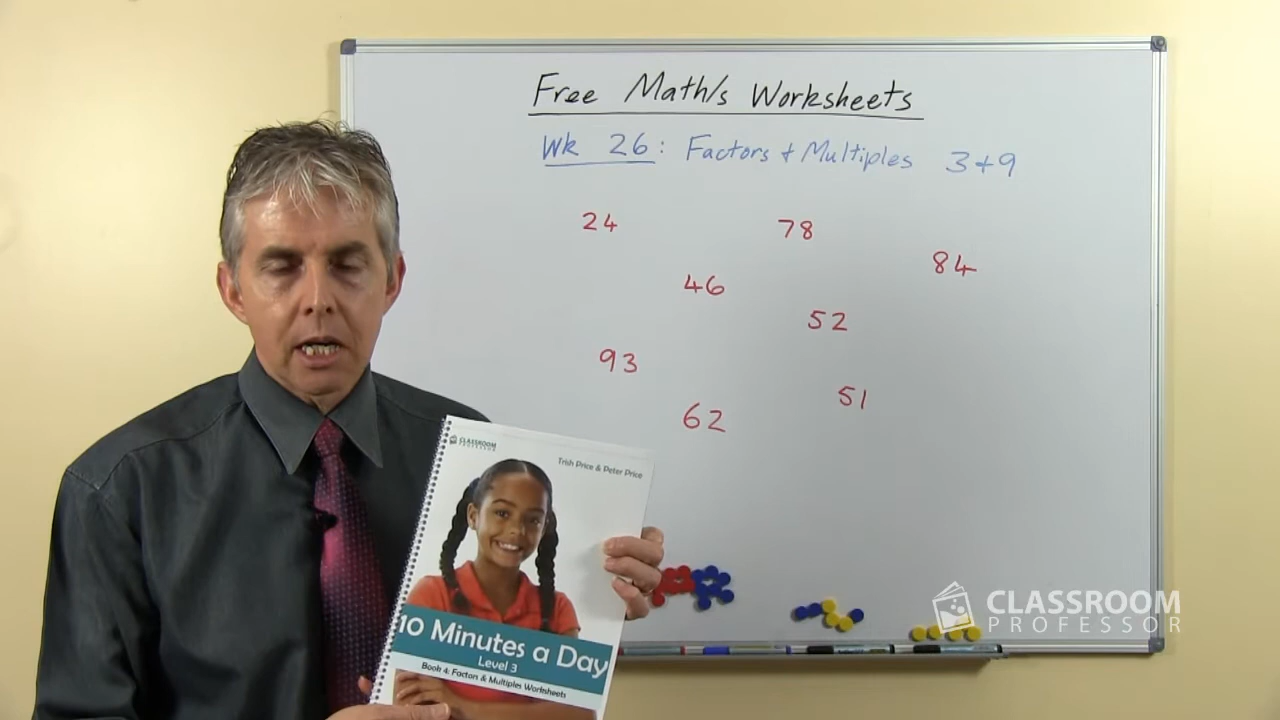 Free Math/s Worksheets
Wk 26: Factors + Multiples 3+9
24
78
84
46
52
93
51
62
CLASSROOM
PROFESSOR
Trish Price & Peter Price
10 Minutes a Day
Level 3
Book 4: Factors & Multiples Worksheets
CLASSROOM
PROFESSOR